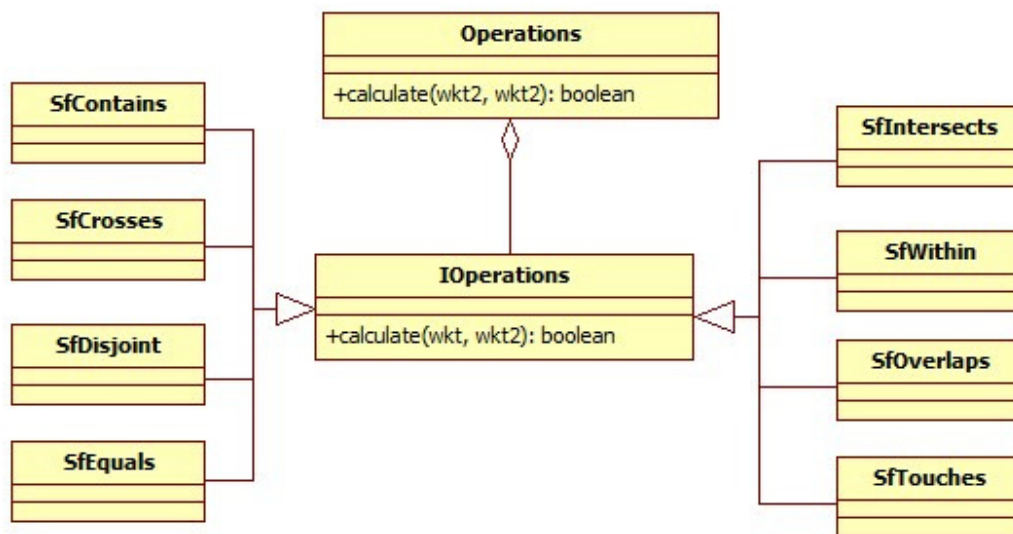 Operations
+calculate(wkt2, wkt2): boolean
SfContains
SfCrosses
SfDisjoint
SfEquals
IOperations
+calculate(wkt, wkt2): boolean
SfIntersects
SfWithin
SfOverlaps
SfTouches